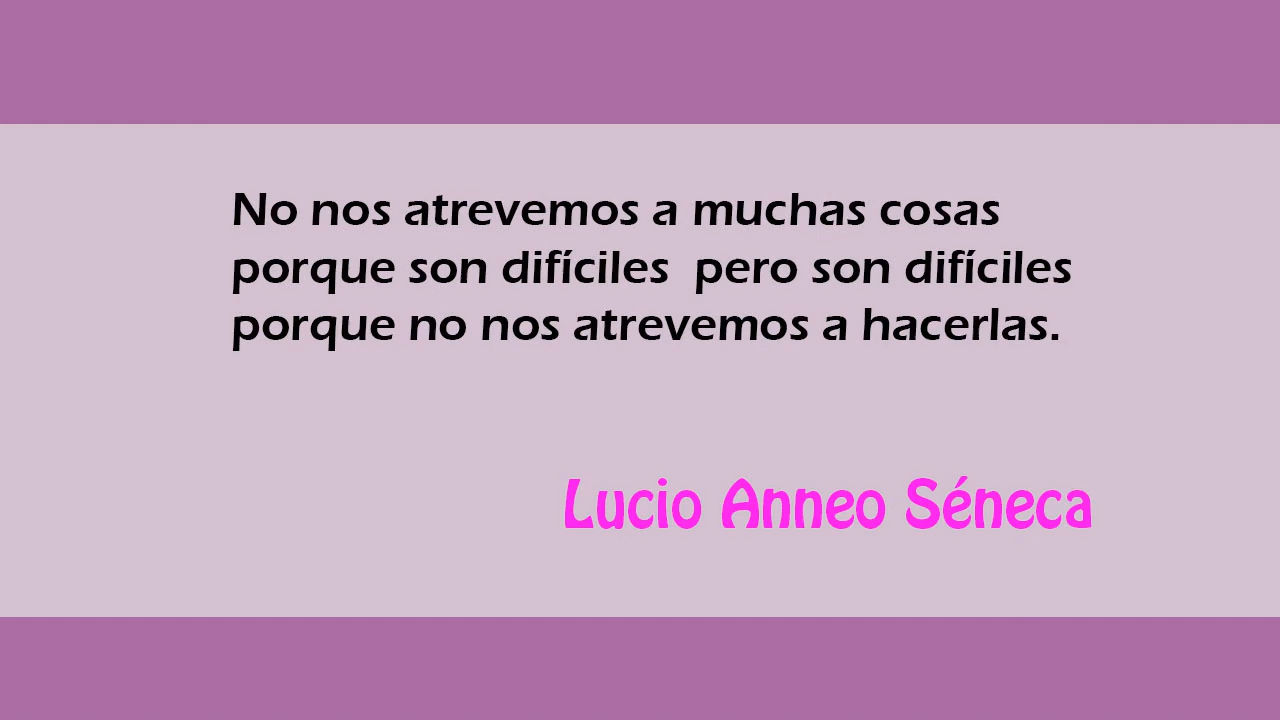 No nos atrevemos a muchas cosas
porque son difíciles  pero son difíciles
porque no nos atrevemos a hacerlas.
Lucio Anneo Séneca